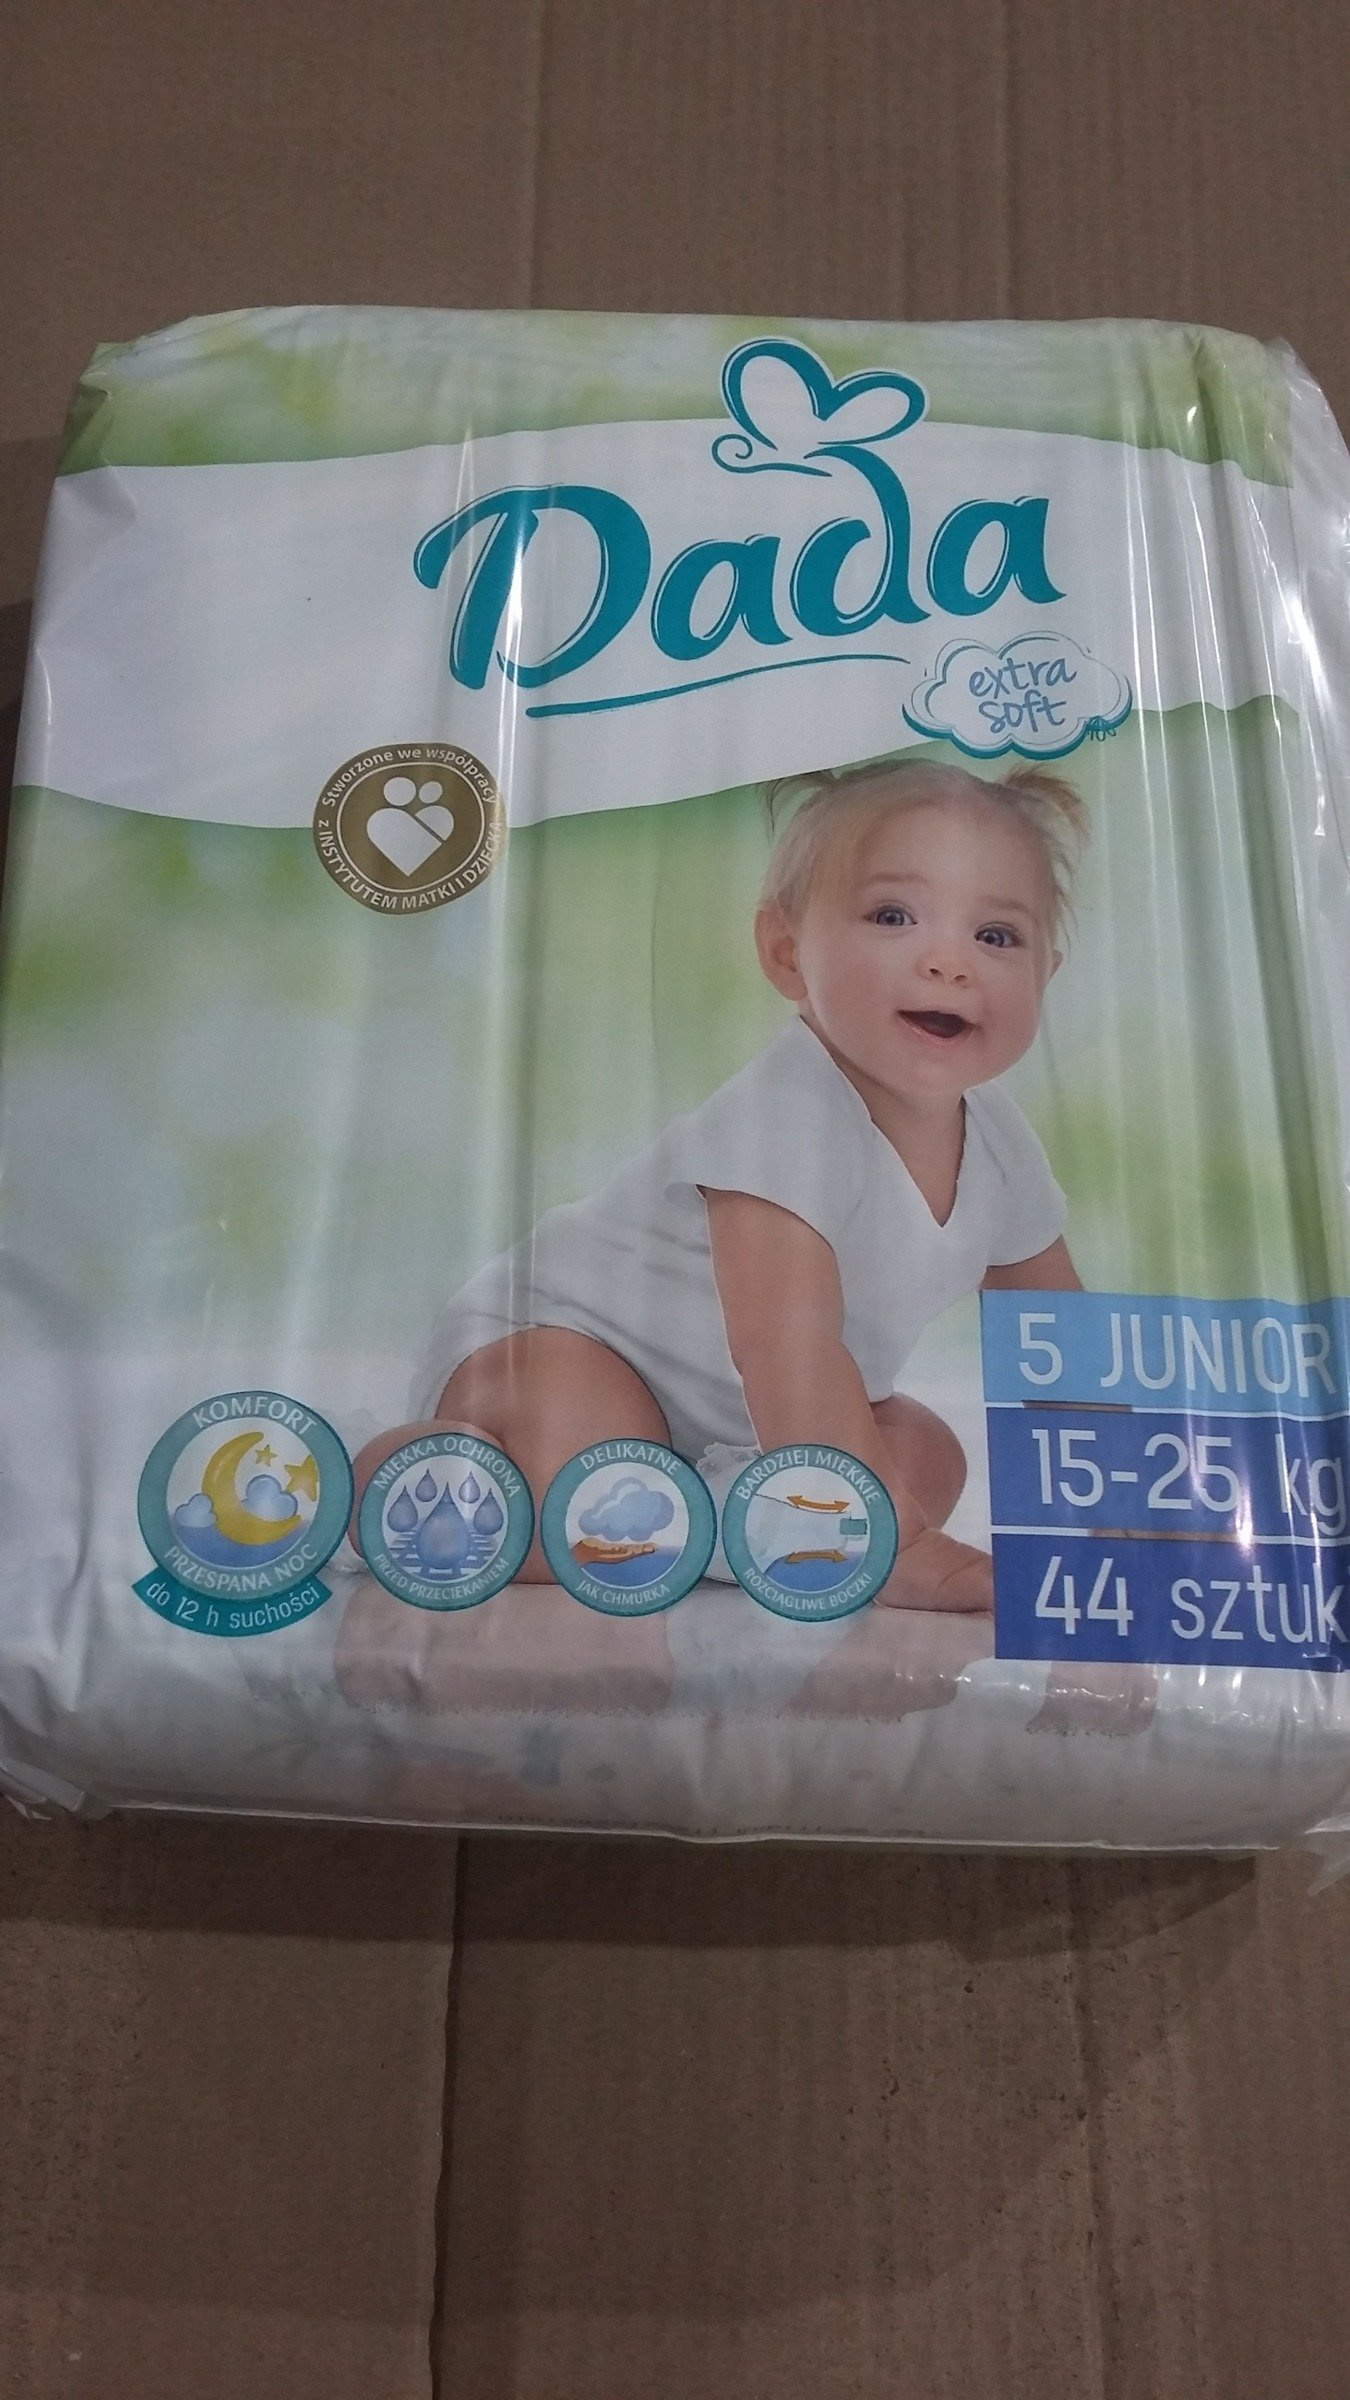 Dada
extra
soft
Stworzone we współpracy
z INSTYTUTEM MATKI I DZIECKA
5 JUNIOR
15-25 kg
44 sztuk
KOMFORT
PRZESPANA NOC
do 12 h suchości
MIĘKKA OCHRONA
PRZED PRZECIEKANIEM
DELIKATNE
JAK CHMURKA
BARDZIEJ MIĘKKIE
ROZCIĄGLIWE BOCZKI